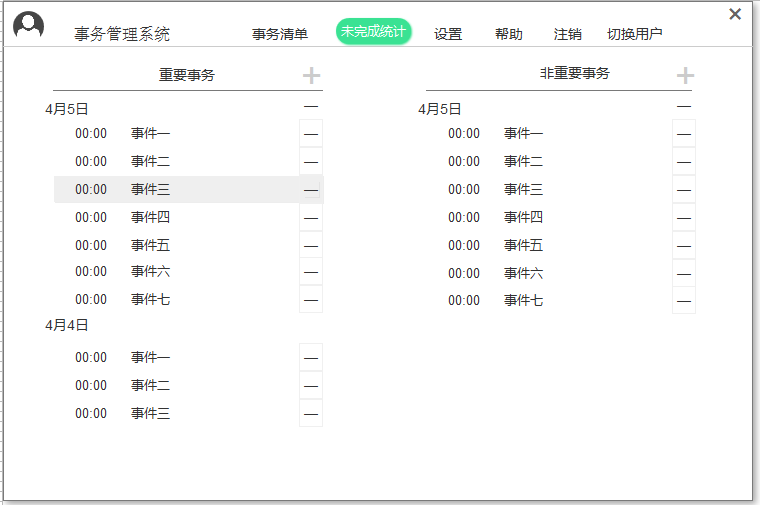 事务管理系统 事务清单 未完成统计 设置 帮助 注销 切换用户
重要事务
4月5日
00:00 事件一
00:00 事件二
00:00 事件三
00:00 事件四
00:00 事件五
00:00 事件六
00:00 事件七
4月4日
00:00 事件一
00:00 事件二
00:00 事件三
非重要事务
4月5日
00:00 事件一
00:00 事件二
00:00 事件三
00:00 事件四
00:00 事件五
00:00 事件六
00:00 事件七